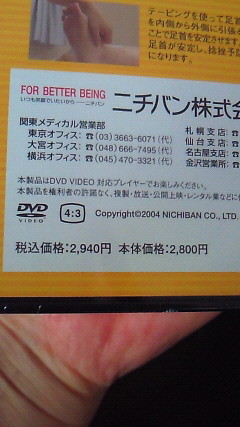 テーピングを使って足首
を内側から外側に引張る
ことで足首を安定させます
足首が安定し、捻挫予
になります。
FOR BETTER BEING
いつも笑顔でいたいから——ニチバン
ニチバン株式会
関東メディカル営業部
東京オフィス：☎(03)3663-6071(代)
大宮オフィス：☎(048)666-7495(代)
横浜オフィス：☎(045)470-3321(代)
札幌支店：☎
仙台支店：☎
名古屋支店：☎
金沢営業所：☎
本製品はDVD VIDEO 対応プレイヤーでお楽しみください。
本製品を権利者の許諾なく、複製・放送・公開上映・レンタル業などに使
DVD VIDEO 4:3 Copyright©2004 NICHIBAN CO., LTD.
税込価格：2,940円 本体価格：2,800円